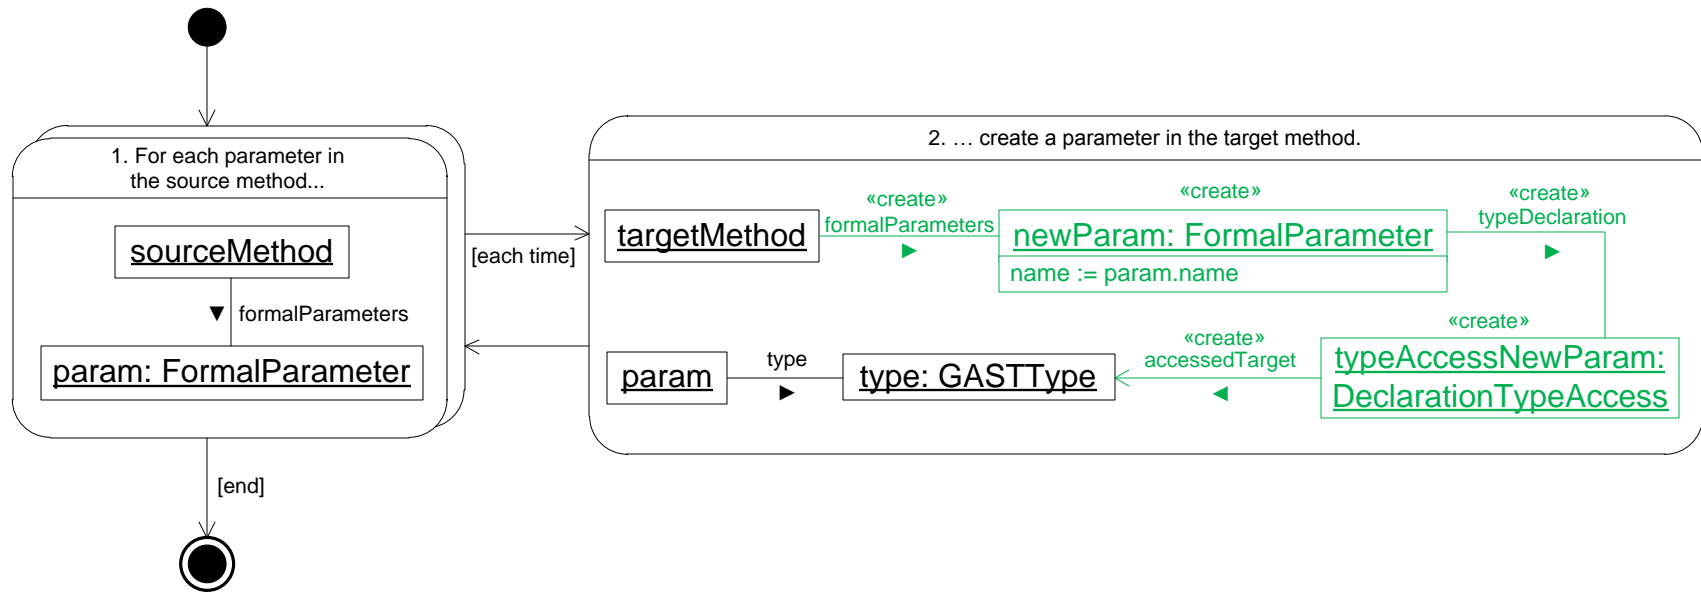 1. For each parameter in
the source method...
sourceMethod
formalParameters
param: FormalParameter
[each time]
[end]
2. … create a parameter in the target method.
targetMethod
«create»
formalParameters
«create»
newParam: FormalParameter
name := param.name
«create»
typeDeclaration
param
type
type: GASTType
«create»
accessedTarget
«create»
typeAccessNewParam:
DeclarationTypeAccess